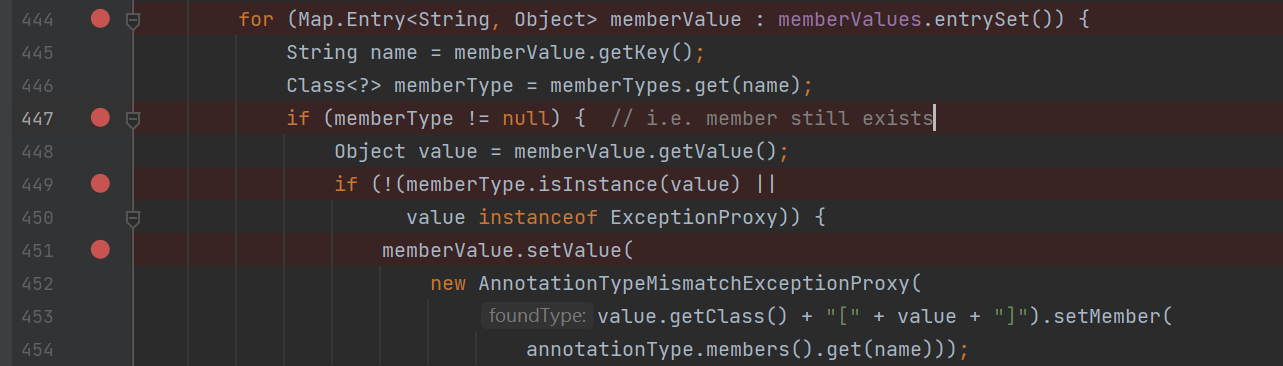 444 for (Map.Entry<String, Object> memberValue : memberValues.entrySet()) {
445 String name = memberValue.getKey();
446 Class<?> memberType = memberTypes.get(name);
447 if (memberType != null) {  // i.e. member still exists
448 Object value = memberValue.getValue();
449 if (!(memberType.isInstance(value) ||
450 value instanceof ExceptionProxy)) {
451 memberValue.setValue(
452 new AnnotationTypeMismatchExceptionProxy(
453 foundType: value.getClass() + "[" + value + "]").setMember(
454 annotationType.members().get(name)));